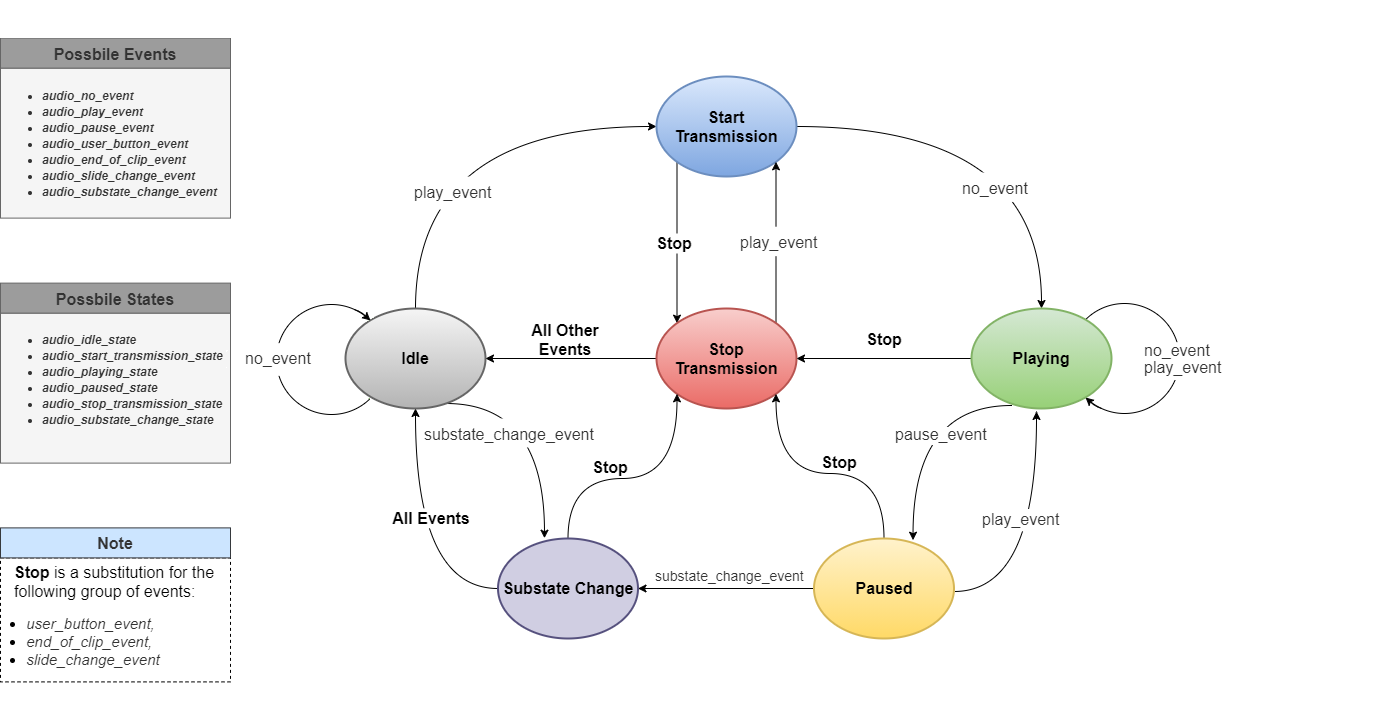 Possbile Events
audio_no_event
audio_play_event
audio_pause_event
audio_user_button_event
audio_end_of_clip_event
audio_slide_change_event
audio_substate_change_event
Possbile States
audio_idle_state
audio_start_transmission_state
audio_playing_state
audio_paused_state
audio_stop_transmission_state
audio_substate_change_state
Note
Stop is a substitution for the
following group of events:
user_button_event,
end_of_clip_event,
slide_change_event
Start
Transmission
play_event
no_event
Stop
play_event
no_event
Idle
All Other
Events
Stop
Transmission
Stop
Playing
no_event
play_event
substate_change_event
pause_event
Stop
Stop
All Events
play_event
Substate Change
substate_change_event
Paused